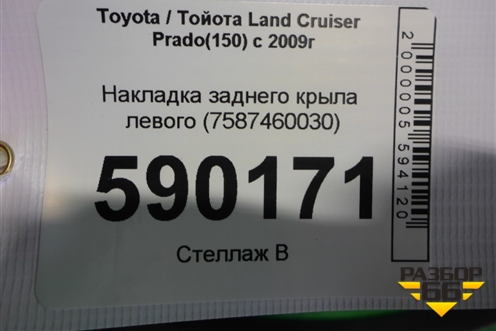 Toyota / Тойота Land Cruiser
Prado(150) с 2009г
Накладка заднего крыла
левого (7587460030)
590171
Стеллаж В
2000005594120
РАЗБОР
66